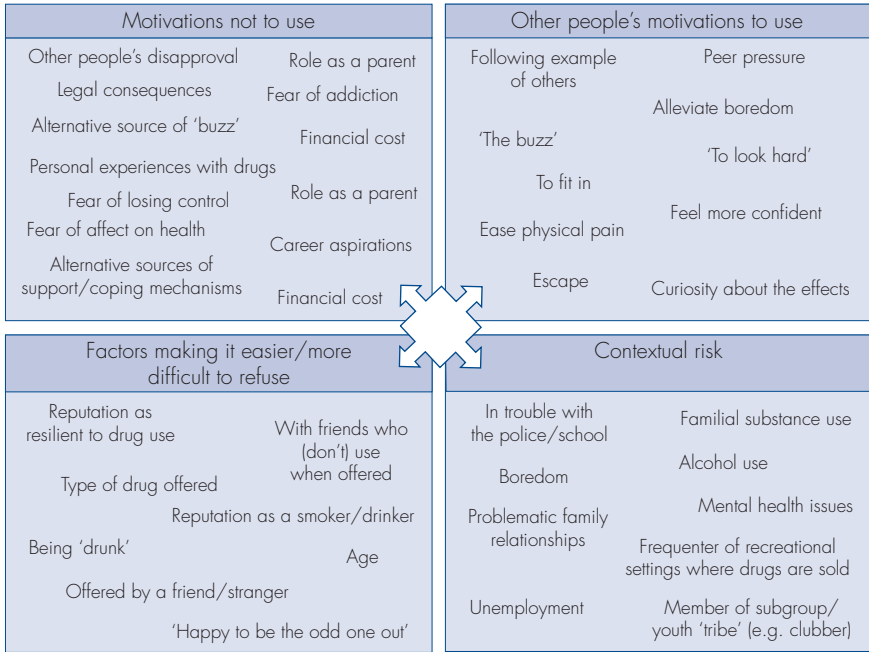 Motivations not to use
Other people's disapproval
Role as a parent
Legal consequences
Fear of addiction
Alternative source of ‘buzz’
Financial cost
Personal experiences with drugs
Role as a parent
Fear of losing control
Fear of affect on health
Career aspirations
Alternative sources of
support/coping mechanisms
Financial cost
Other people's motivations to use
Following example
of others
Peer pressure
Alleviate boredom
‘The buzz’
‘To look hard’
To fit in
Feel more confident
Ease physical pain
Escape
Curiosity about the effects
Factors making it easier/more
difficult to refuse
Reputation as
resilient to drug use
With friends who
(don't) use
when offered
Type of drug offered
Reputation as a smoker/drinker
Being ‘drunk’
Age
Offered by a friend/stranger
‘Happy to be the odd one out’
Contextual risk
In trouble with
the police/school
Familial substance use
Boredom
Alcohol use
Mental health issues
Problematic family
relationships
Frequenter of recreational
settings where drugs are sold
Unemployment
Member of subgroup/
youth ‘tribe’ (e.g. clubber)